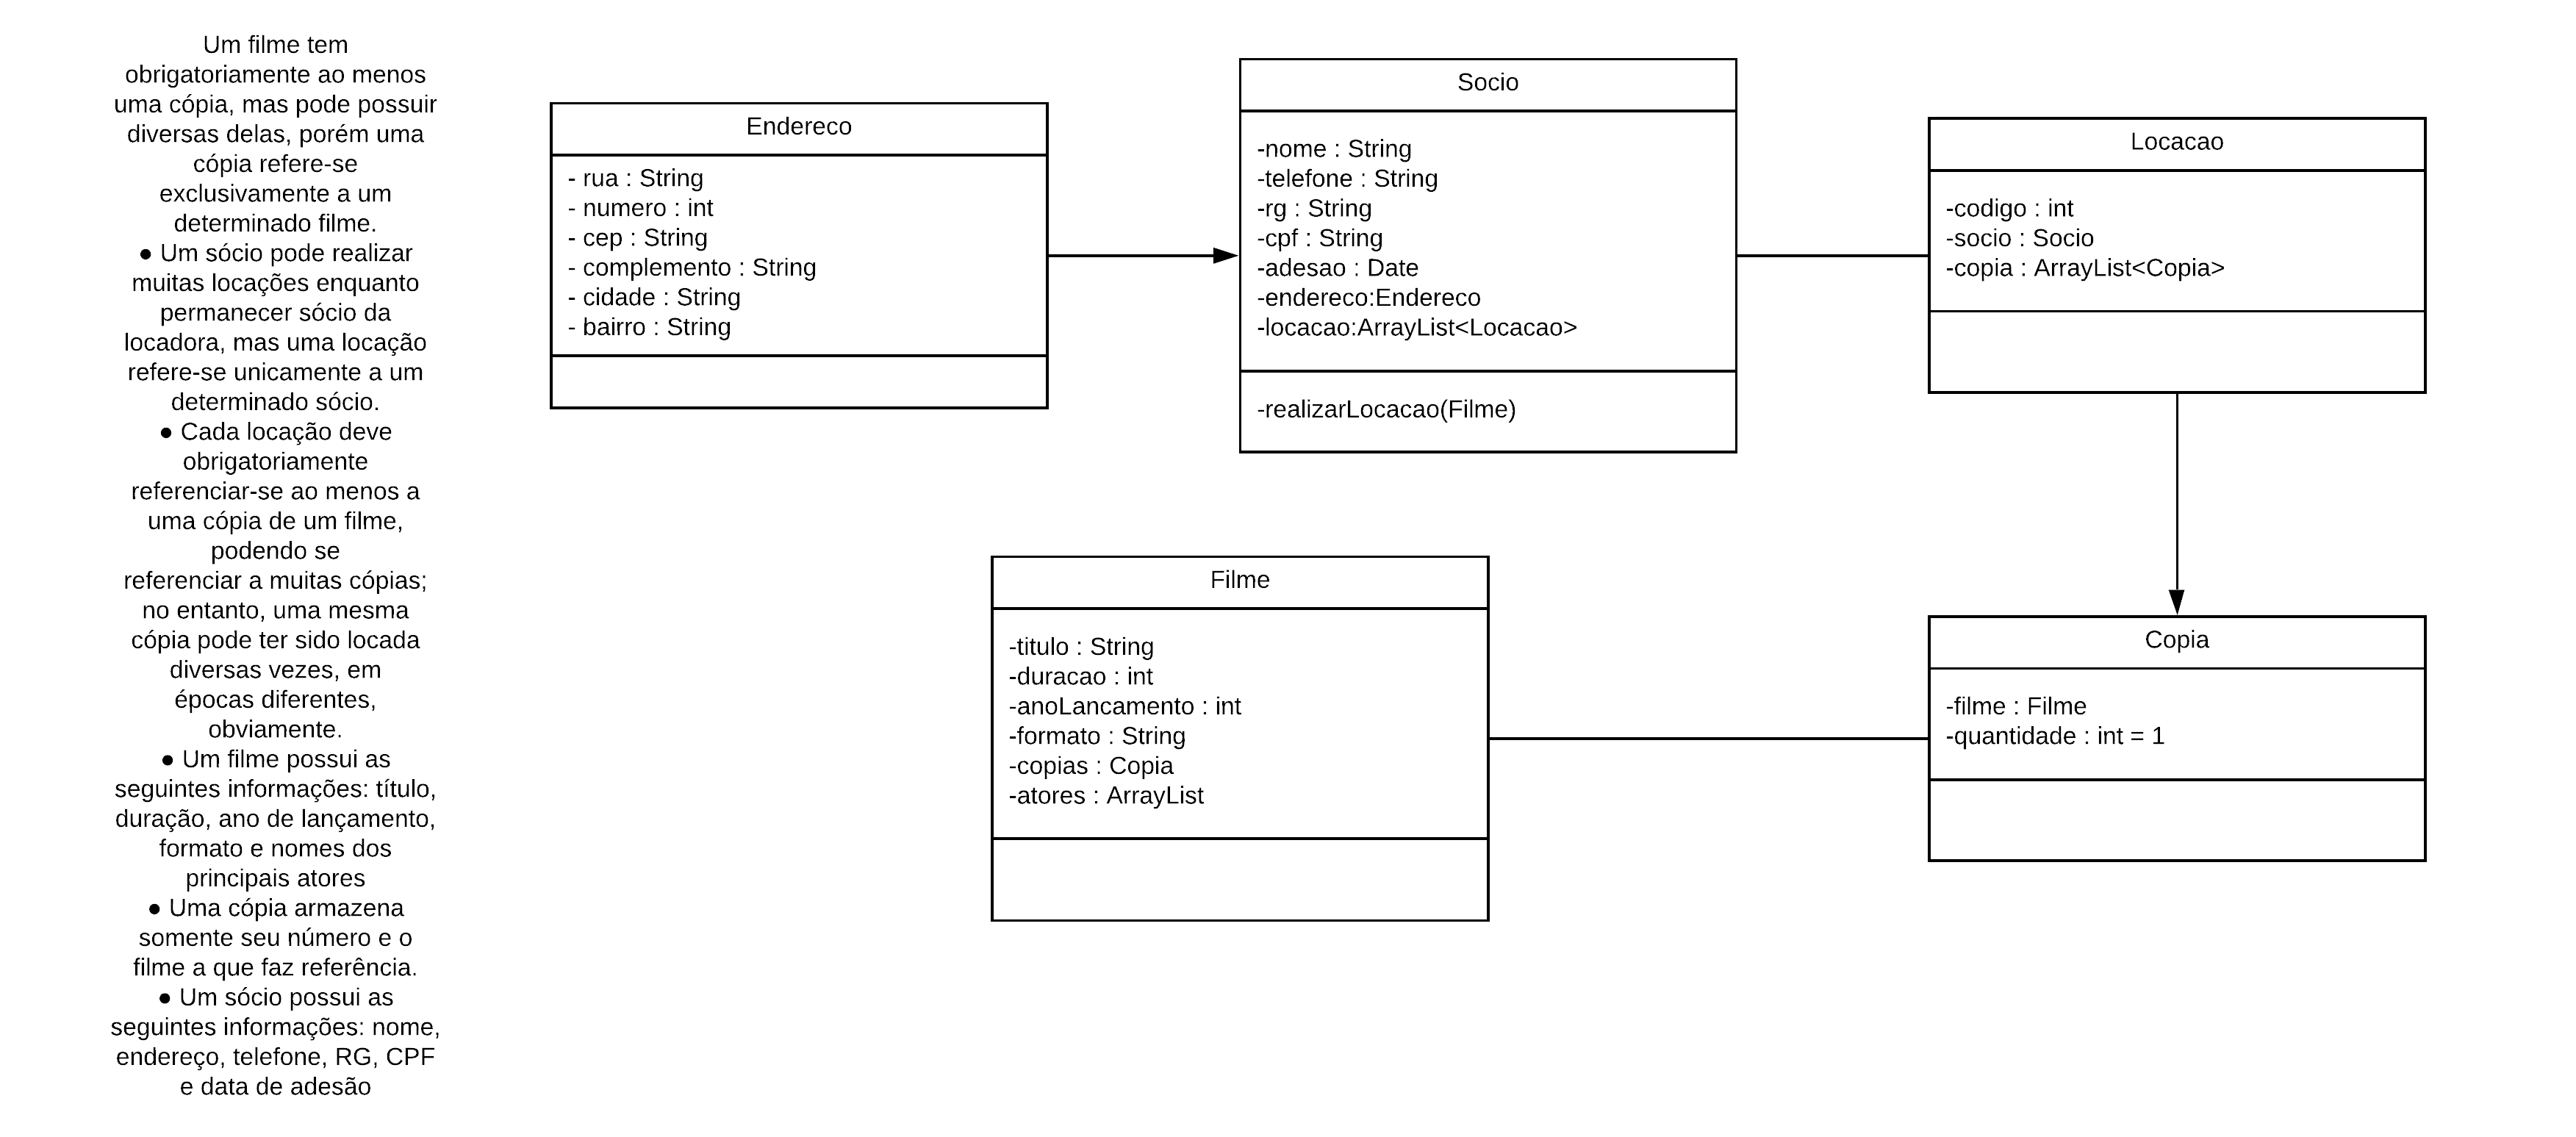 Um filme tem
obrigatoriamente ao menos
uma cópia, mas pode possuir
diversas delas, porém uma
cópia refere-se
exclusivamente a um
determinado filme.
● Um sócio pode realizar
muitas locações enquanto
permanecer sócio da
locadora, mas uma locação
refere-se unicamente a um
determinado sócio.
● Cada locação deve
obrigatoriamente
referenciar-se ao menos a
uma cópia de um filme,
podendo se
referenciar a muitas cópias;
no entanto, uma mesma
cópia pode ter sido locada
diversas vezes, em
épocas diferentes,
obviamente.
● Um filme possui as
seguintes informações: título,
duração, ano de lançamento,
formato e nomes dos
principais atores
● Uma cópia armazena
somente seu número e o
filme a que faz referência.
● Um sócio possui as
seguintes informações: nome,
endereço, telefone, RG, CPF
e data de adesão
Endereco
- rua : String
- numero : int
- cep : String
- complemento : String
- cidade : String
- bairro : String
Socio
-nome : String
-telefone : String
-rg : String
-cpf : String
-adesao : Date
-endereco:Endereco
-locacao:ArrayList<Locacao>
-realizarLocacao(Filme)
Locacao
-codigo : int
-socio : Socio
-copia : ArrayList<Copia>
Filme
-titulo : String
-duracao : int
-anoLancamento : int
-formato : String
-copias : Copia
-atores : ArrayList
Copia
-filme : Filme
-quantidade : int = 1